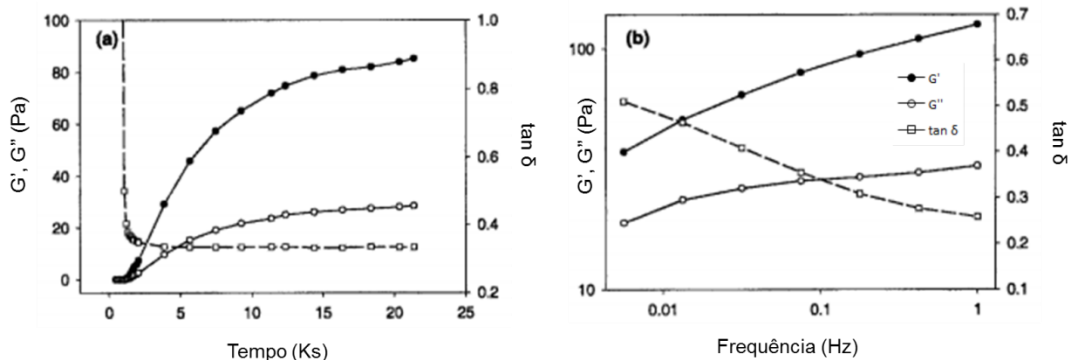 (a)
G', G" (Pa)
100
80
60
40
20
0
1.0
0.8
0.6
0.4
0.2
tan δ
0 5 10 15 20 25
Tempo (Ks)
(b)
G', G" (Pa)
100
10
G'
G''
tan δ
0.7
0.6
0.5
0.4
0.3
0.2
0.1
tan δ
0.01 0.1 1
Frequência (Hz)